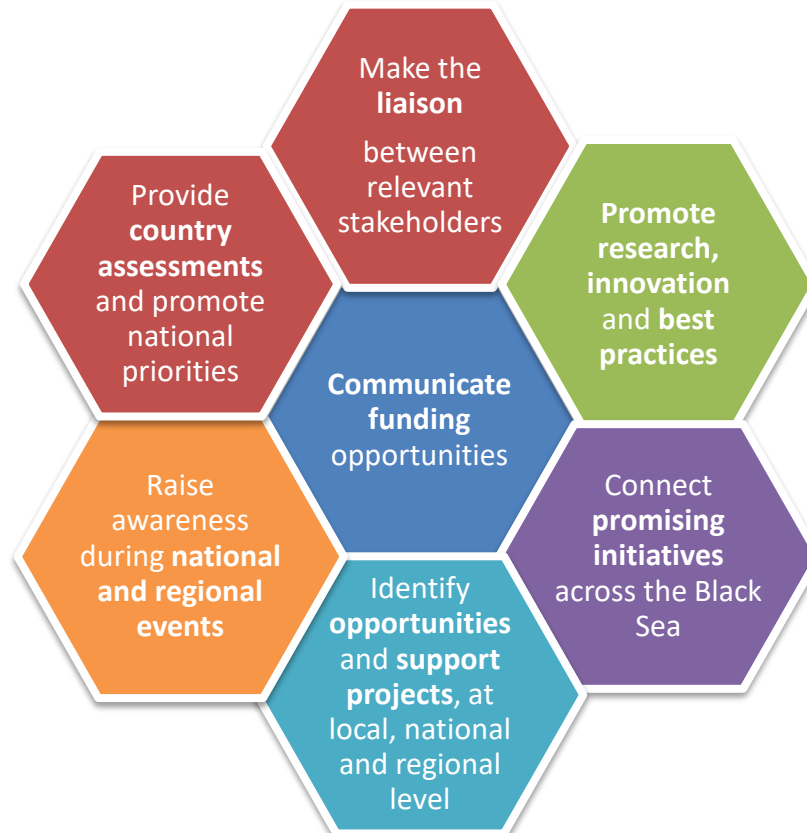 Make the
liaison
between
relevant
stakeholders
Provide
country
assessments
and promote
national
priorities
Promote
research,
innovation
and best
practices
Communicate
funding
opportunities
Raise
awareness
during national
and regional
events
Connect
promising
initiatives
across the Black
Sea
Identify
opportunities
and support
projects, at
local, national
and regional
level